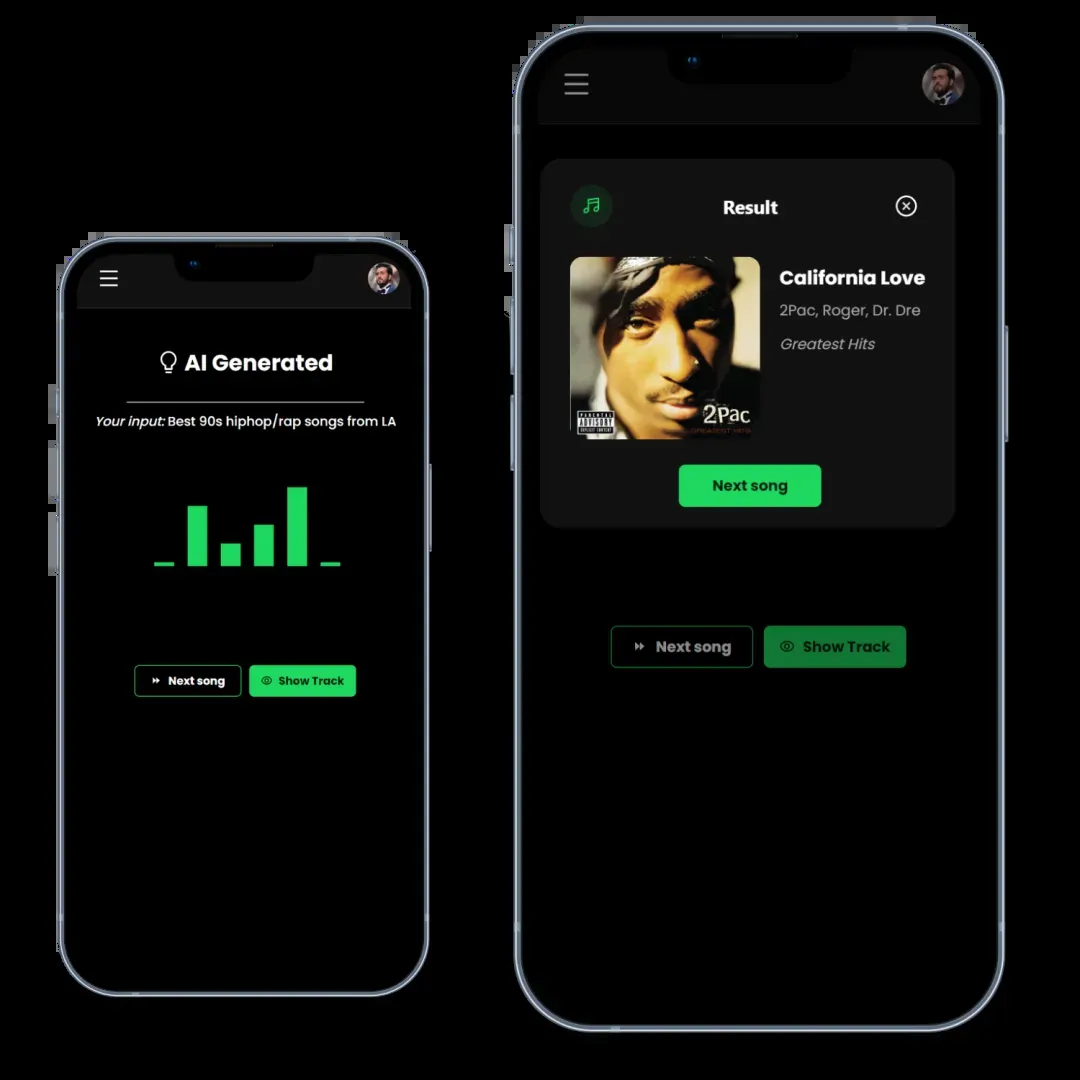 AI Generated
Your input: Best 90s hiphop/rap songs from LA
Next song
Show Track
Result
California Love
2Pac, Roger, Dr. Dre
Greatest Hits
PARENTAL
ADVISORY
EXPLICIT CONTENT
2Pac
GREATEST HITS
Next song
Next song
Show Track